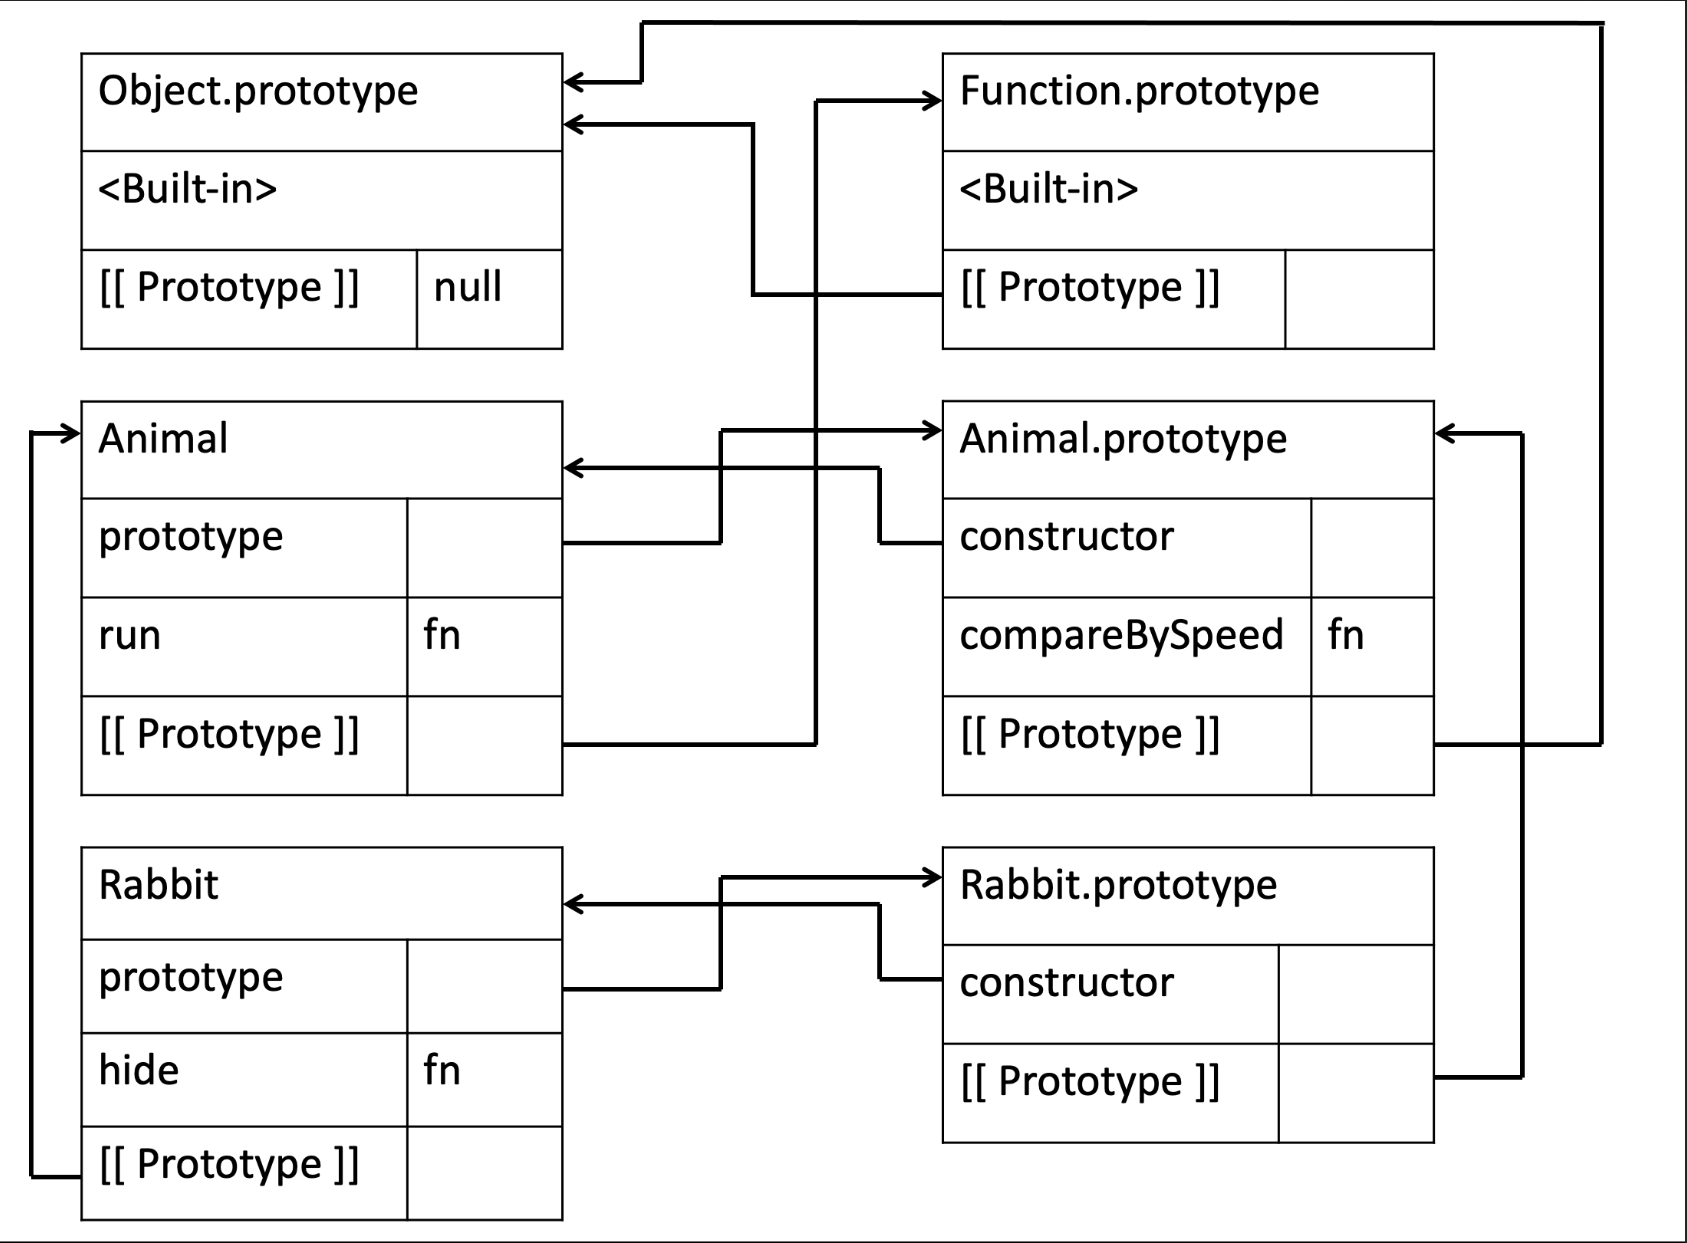 Object.prototype
<Built-in>
[[ Prototype ]] null
Function.prototype
<Built-in>
[[ Prototype ]]
Animal
prototype
run fn
[[ Prototype ]]
Animal.prototype
constructor
compareBySpeed fn
[[ Prototype ]]
Rabbit
prototype
hide fn
[[ Prototype ]]
Rabbit.prototype
constructor
[[ Prototype ]]